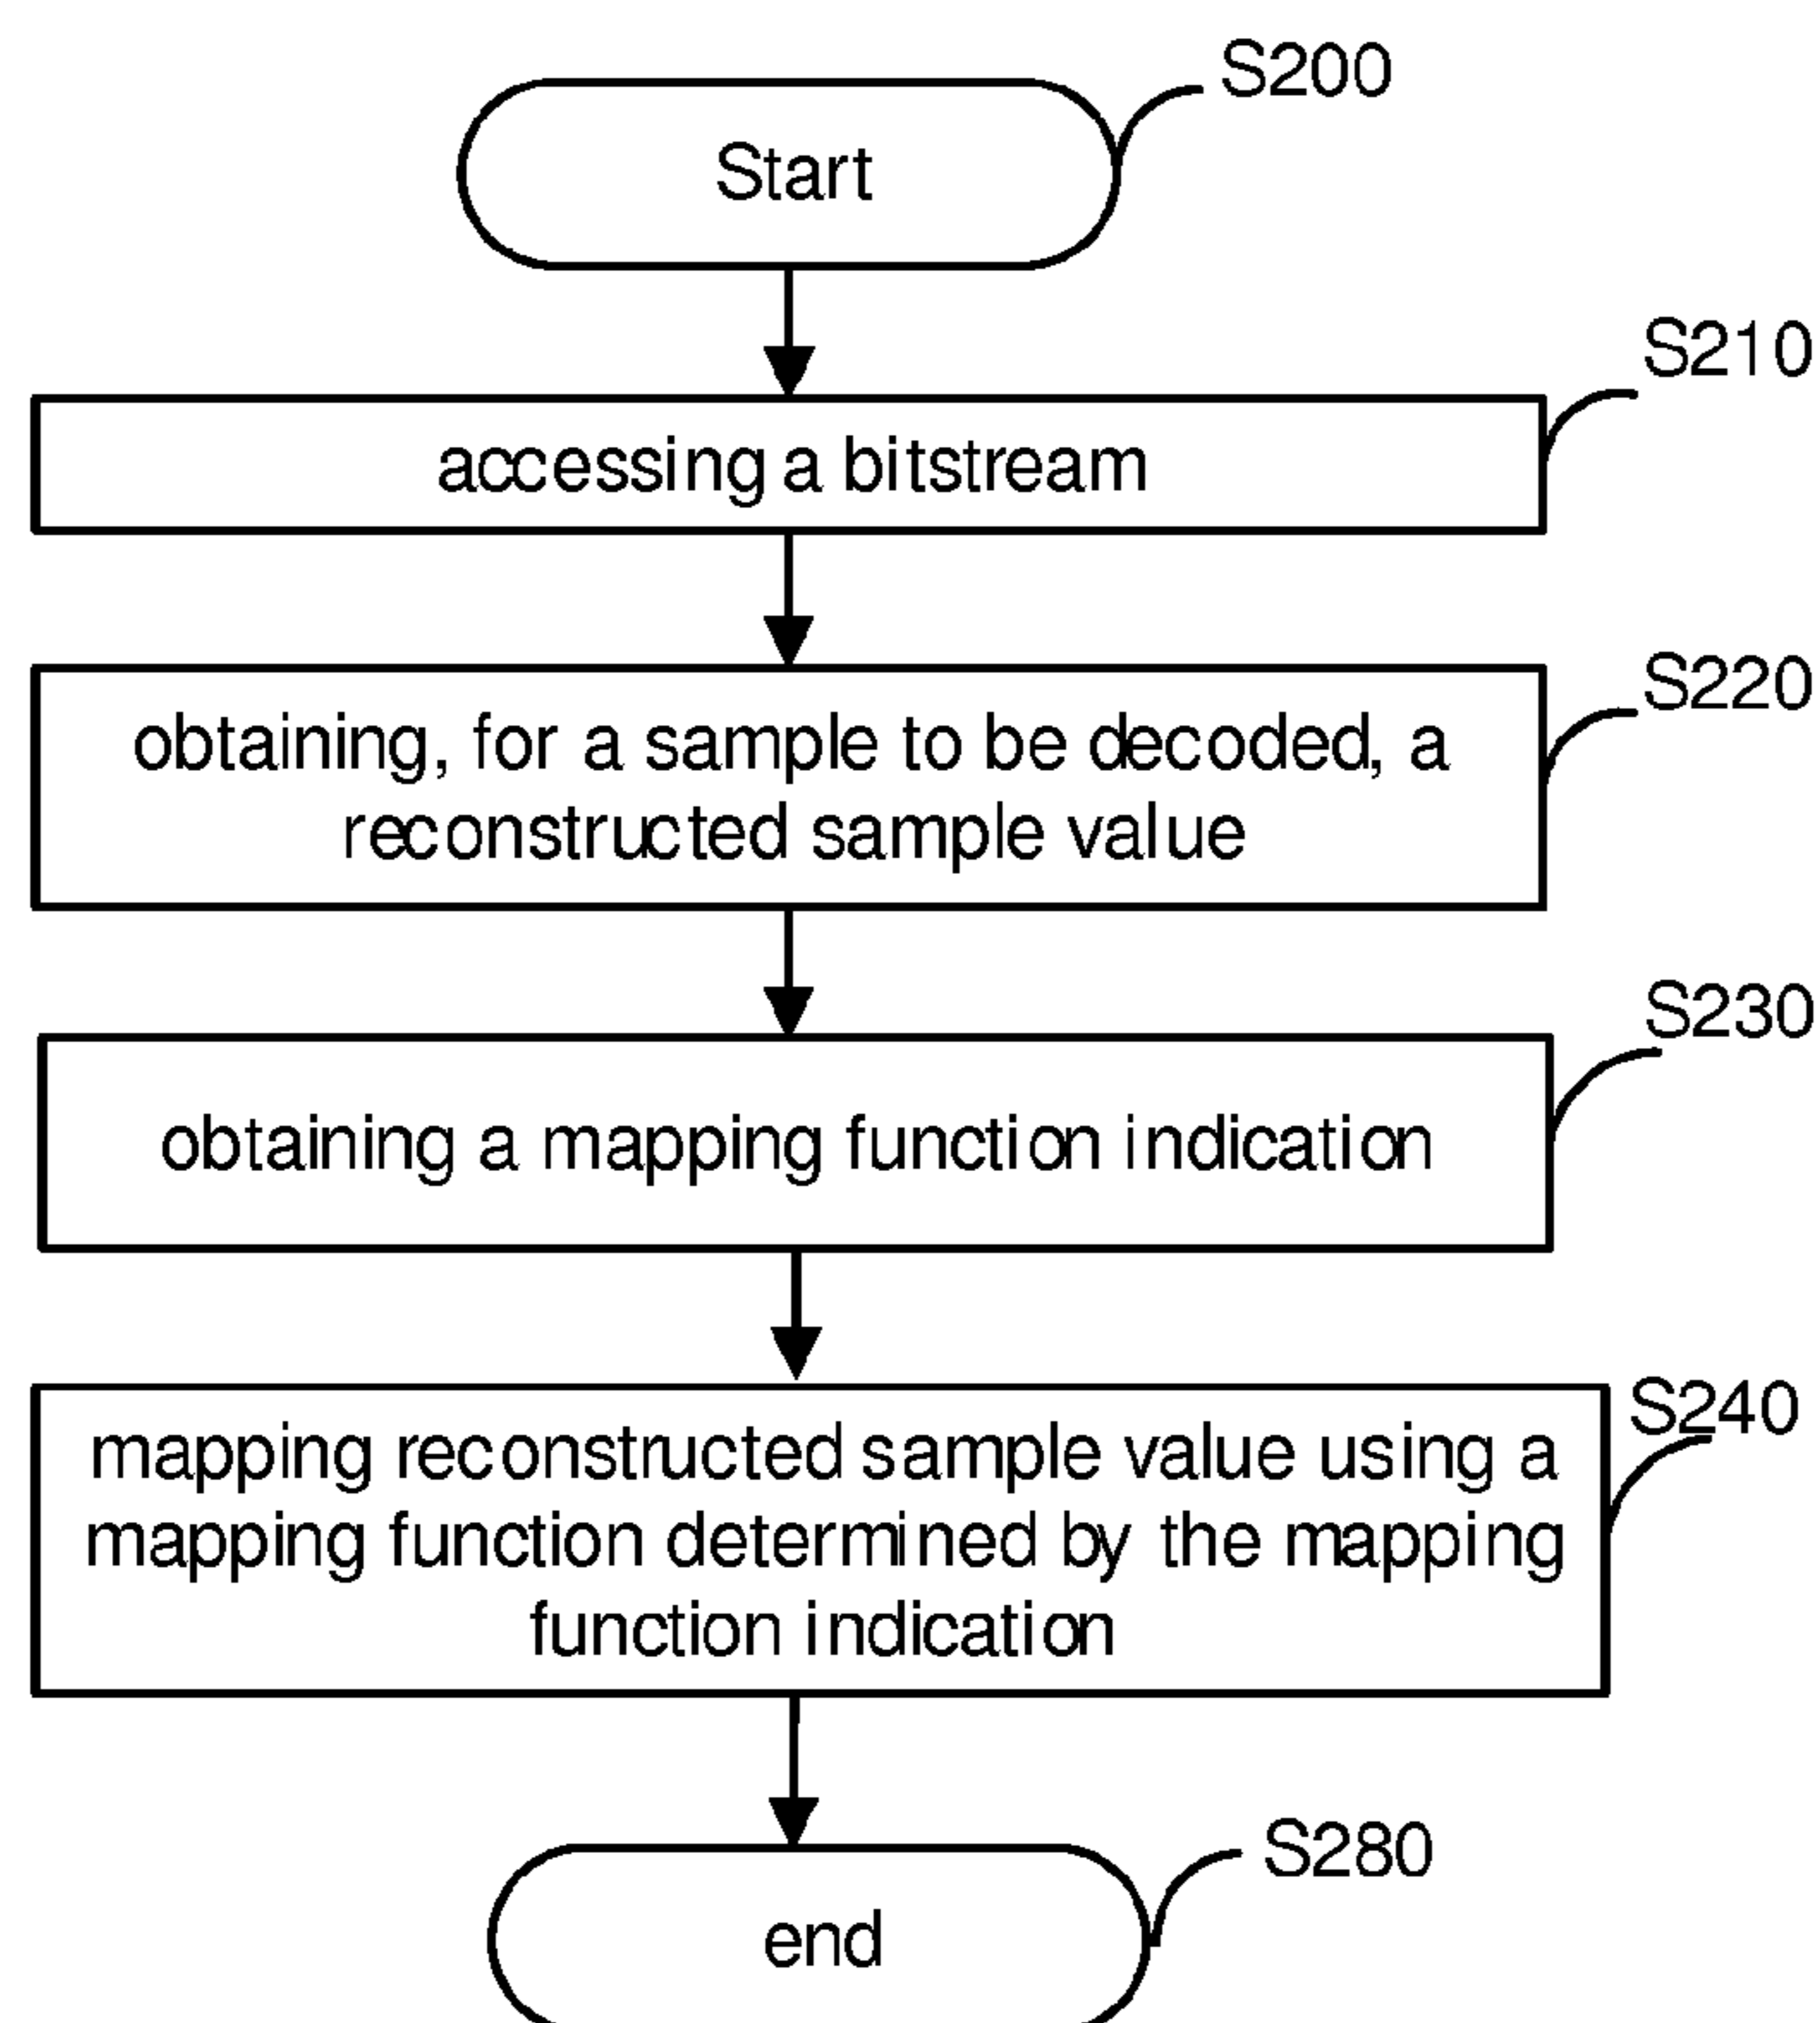 S200
Start
S210
accessing a bitstream
S220
obtaining, for a sample to be decoded, a
reconstructed sample value
S230
obtaining a mapping function indication
S240
mapping reconstructed sample value using a
mapping function determined by the mapping
function indication
S280
end